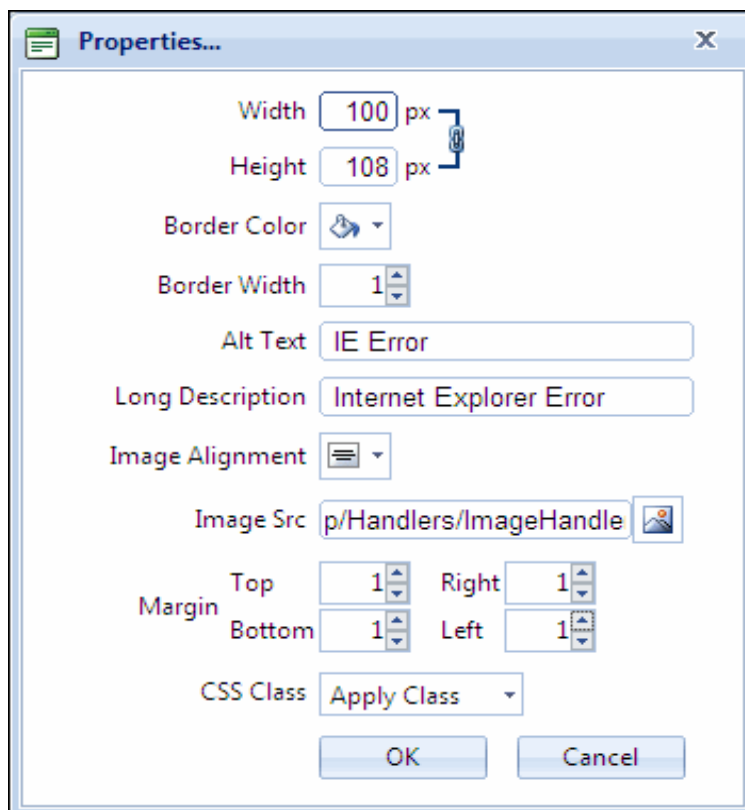 Properties...
Width 100 px
Height 108 px
Border Color
Border Width 1
Alt Text IE Error
Long Description Internet Explorer Error
Image Alignment
Image Src p/Handlers/ImageHandle
Margin
Top 1 Right 1
Bottom 1 Left 1
CSS Class Apply Class
OK Cancel